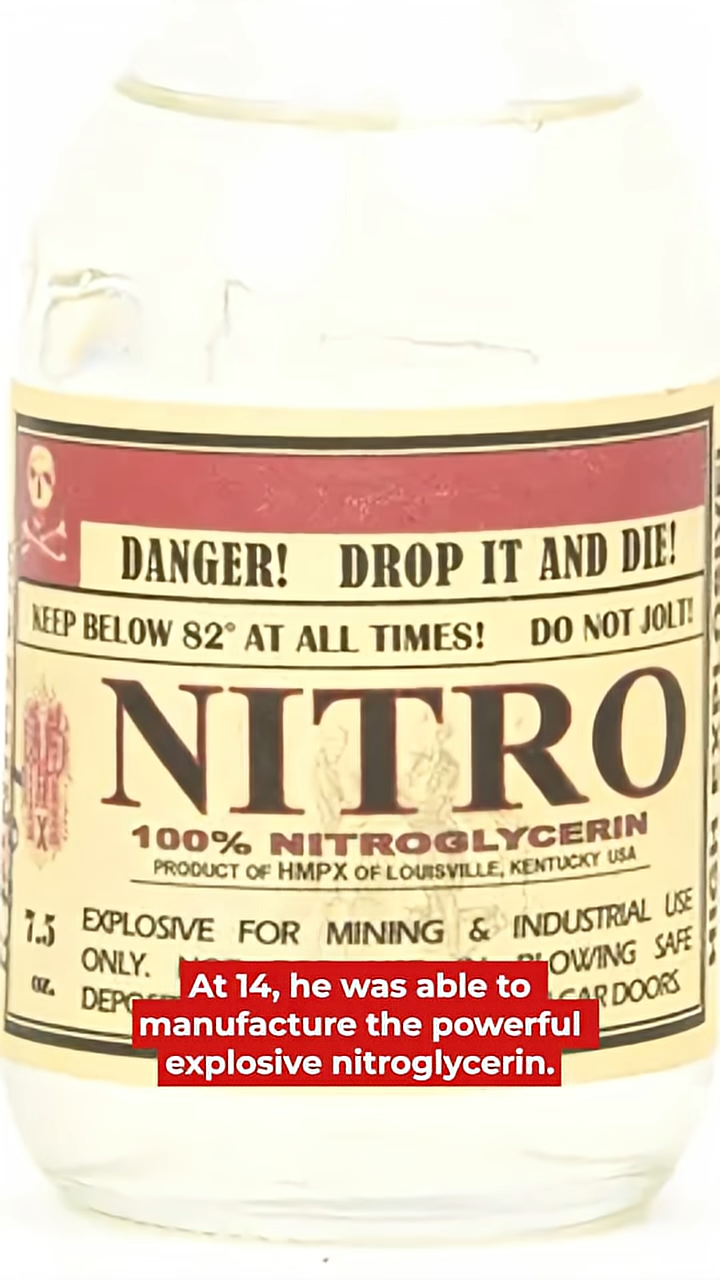 DANGER! DROP IT AND DIE!
KEEP BELOW 82° AT ALL TIMES! DO NOT JOLT!
NITRO
100% NITROGLYCERIN
PRODUCT OF HMPX OF LOUISVILLE, KENTUCKY USA
7.5
oz.
EXPLOSIVE FOR MINING & INDUSTRIAL USE
ONLY. BLOWING SAFE
CAR DOORS
At 14, he was able to
manufacture the powerful
explosive nitroglycerin.